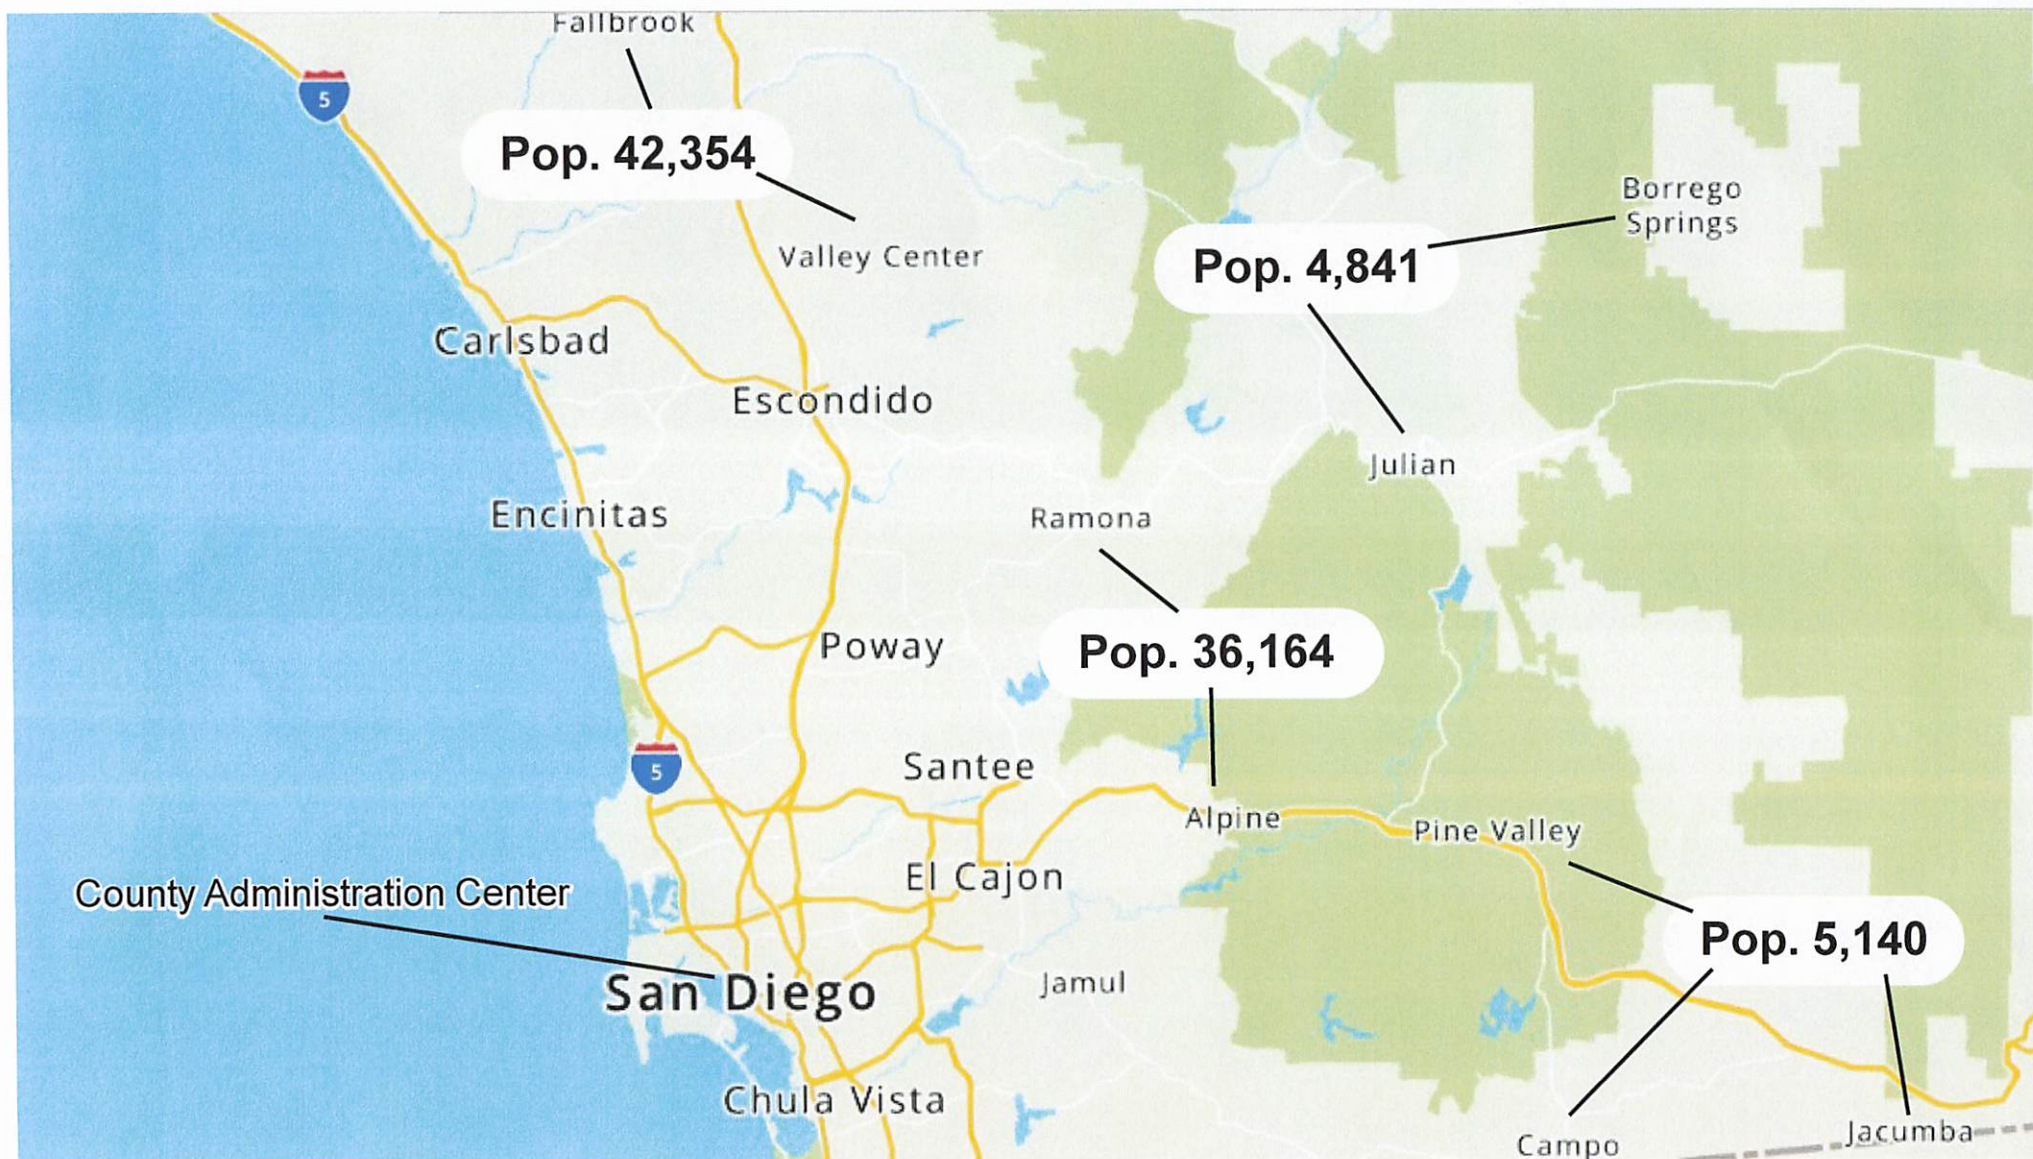 Fallbrook
5
Pop. 42,354
Borrego
Springs
Valley Center
Pop. 4,841
Carlsbad
Escondido
Julian
Encinitas
Ramona
Poway
Pop. 36,164
Santee
5
Alpine
Pine Valley
El Cajon
County Administration Center
Pop. 5,140
Jamul
San Diego
Chula Vista
Jacumba
Campo